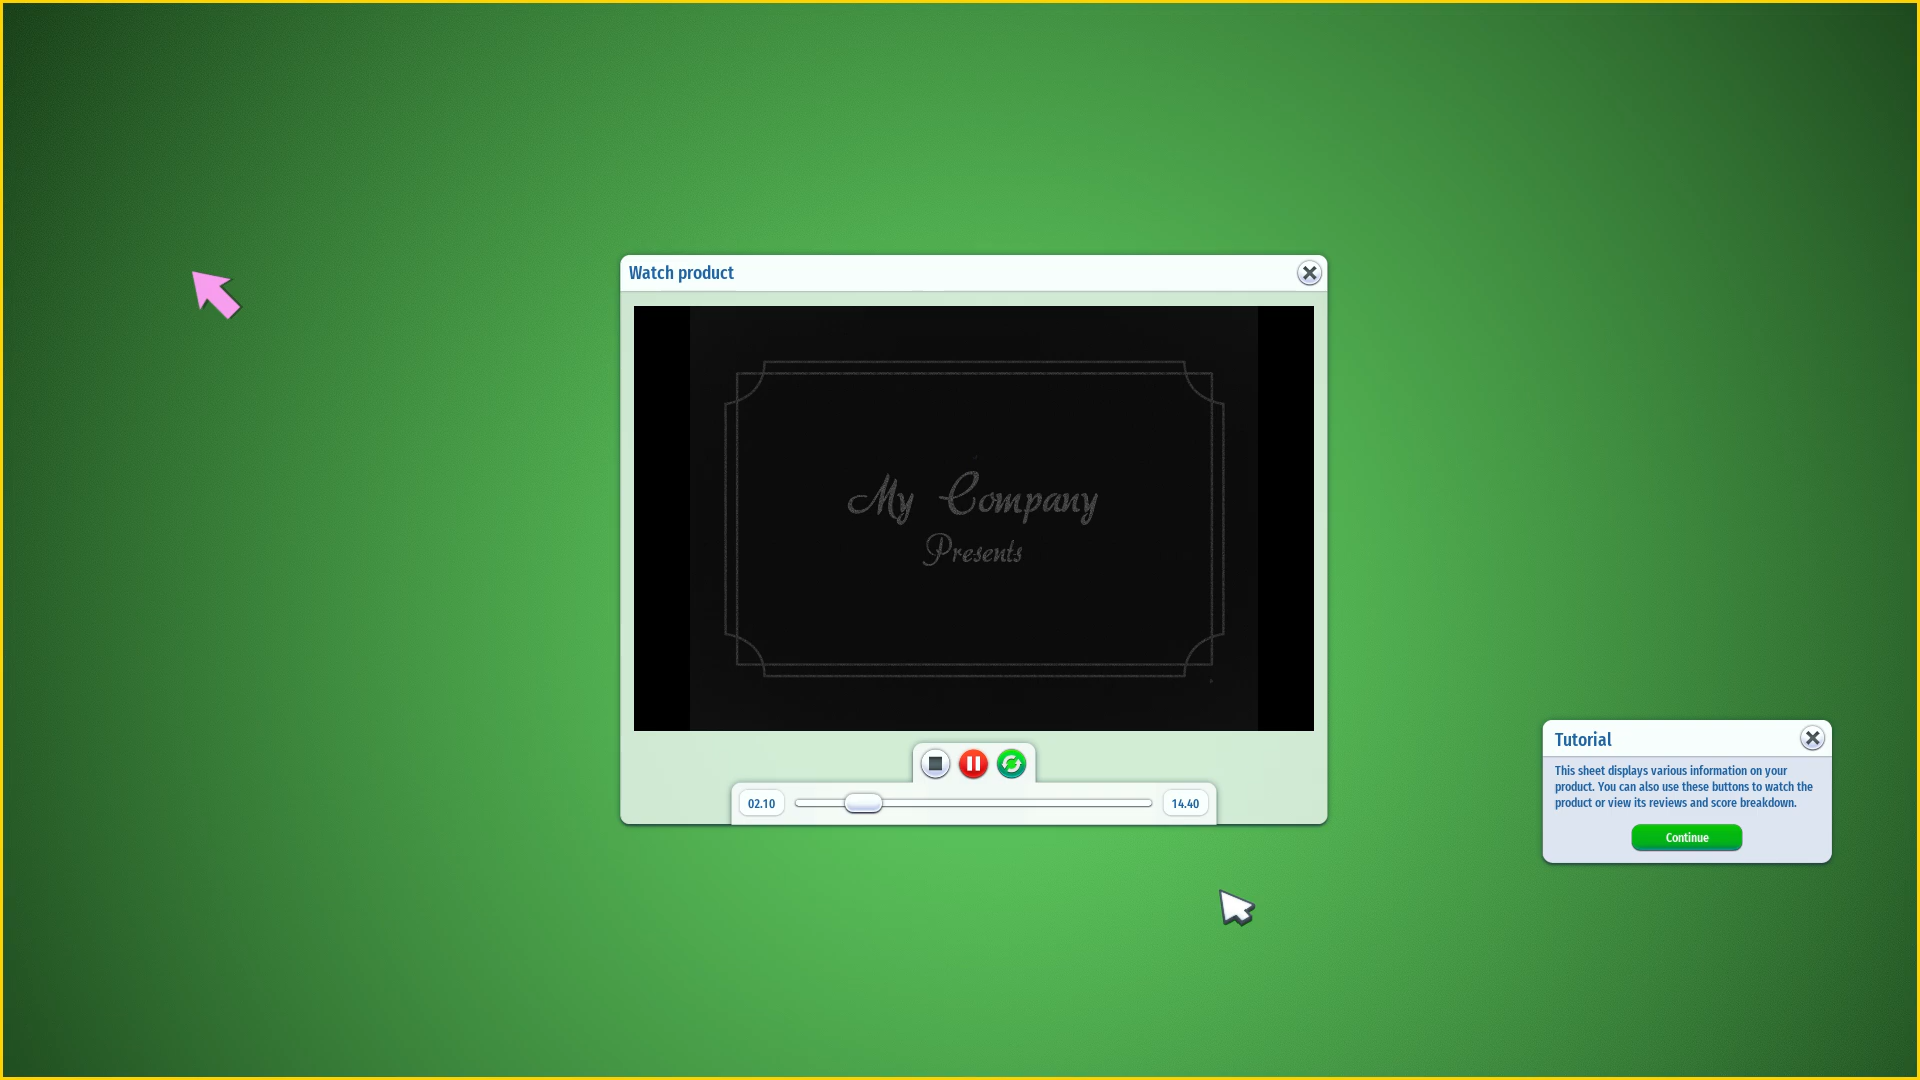 Watch product
My Company
Presents
02.10
14.40
Tutorial
This sheet displays various information on your
product. You can also use these buttons to watch the
product or view its reviews and score breakdown.
Continue